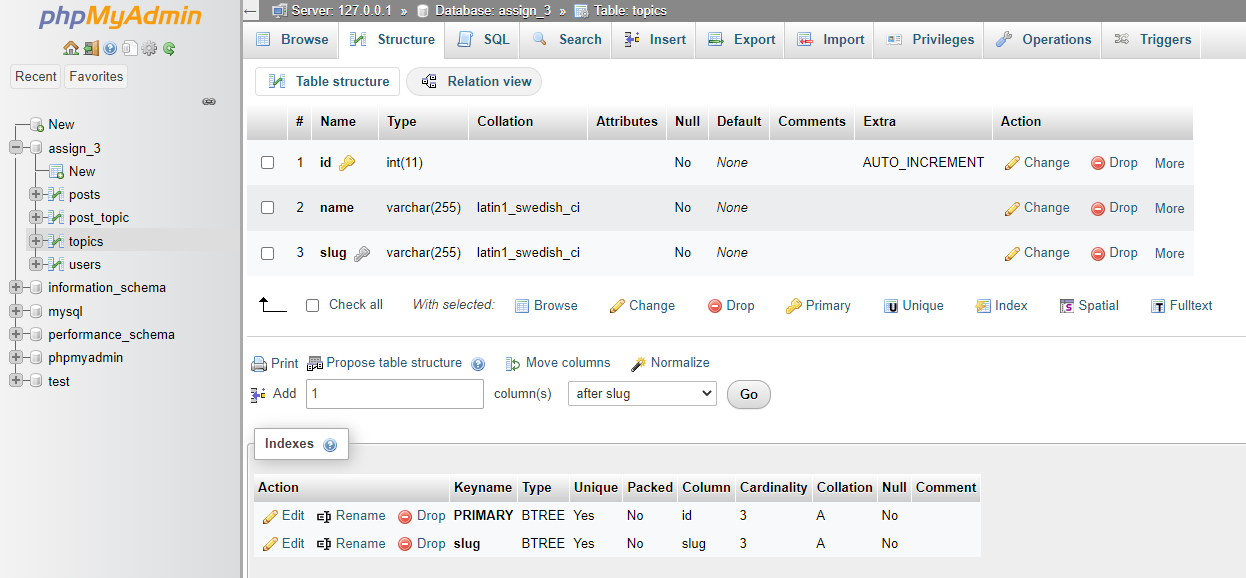 phpMyAdmin
Recent Favorites
New
assign_3
New
posts
post_topic
topics
users
information_schema
mysql
performance_schema
phpmyadmin
test
Server: 127.0.0.1 » Database: assign_3 » Table: topics
Browse Structure SQL Search Insert Export Import Privileges Operations Triggers
Table structure Relation view
# Name Type Collation Attributes Null Default Comments Extra Action
1 id int(11) No None AUTO_INCREMENT Change Drop More
2 name varchar(255) latin1_swedish_ci No None Change Drop More
3 slug varchar(255) latin1_swedish_ci No None Change Drop More
Check all With selected: Browse Change Drop Primary Unique Index Spatial Fulltext
Print Propose table structure Move columns Normalize
Add 1 column(s) after slug Go
Indexes
Action Keyname Type Unique Packed Column Cardinality Collation Null Comment
Edit Rename Drop PRIMARY BTREE Yes No id 3 A No
Edit Rename Drop slug BTREE Yes No slug 3 A No